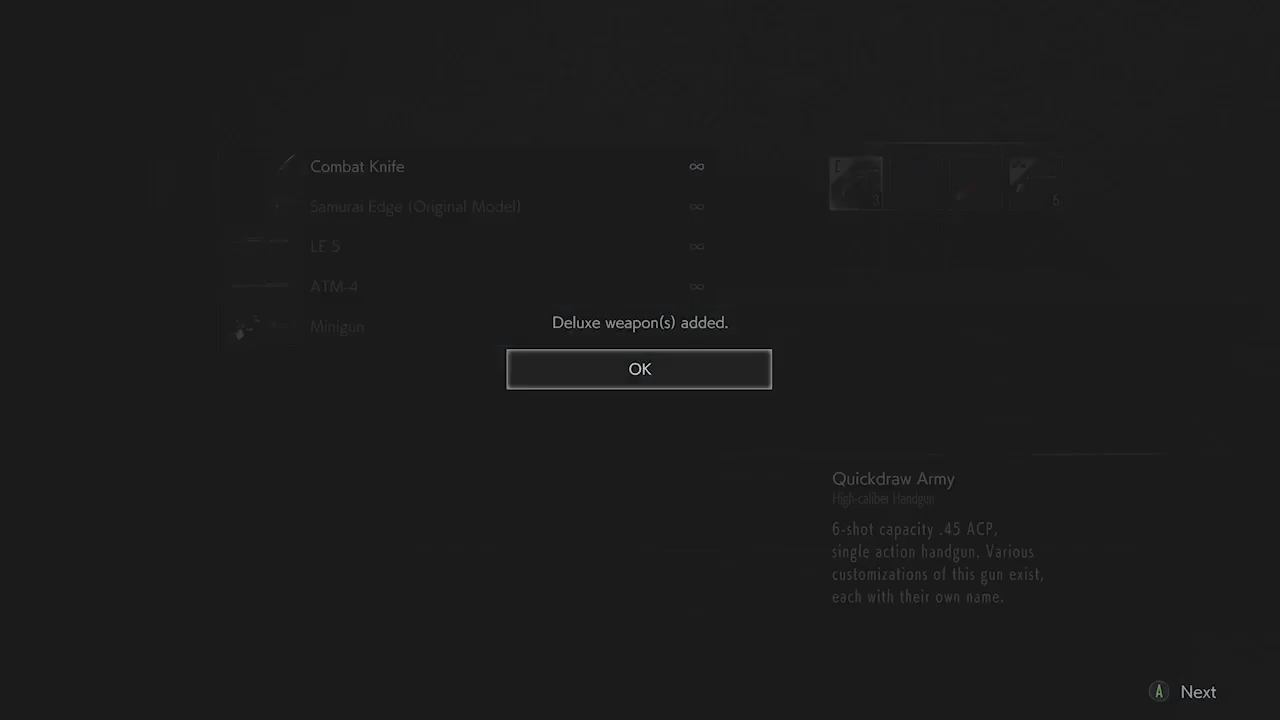 Combat Knife ∞
Samurai Edge (Original Model) ∞
LE 5 ∞
ATM-4 ∞
Minigun
E
3
6
Deluxe weapon(s) added.
OK
Quickdraw Army
High-caliber Handgun
6-shot capacity .45 ACP,
single action handgun. Various
customizations of this gun exist,
each with their own name.
A Next